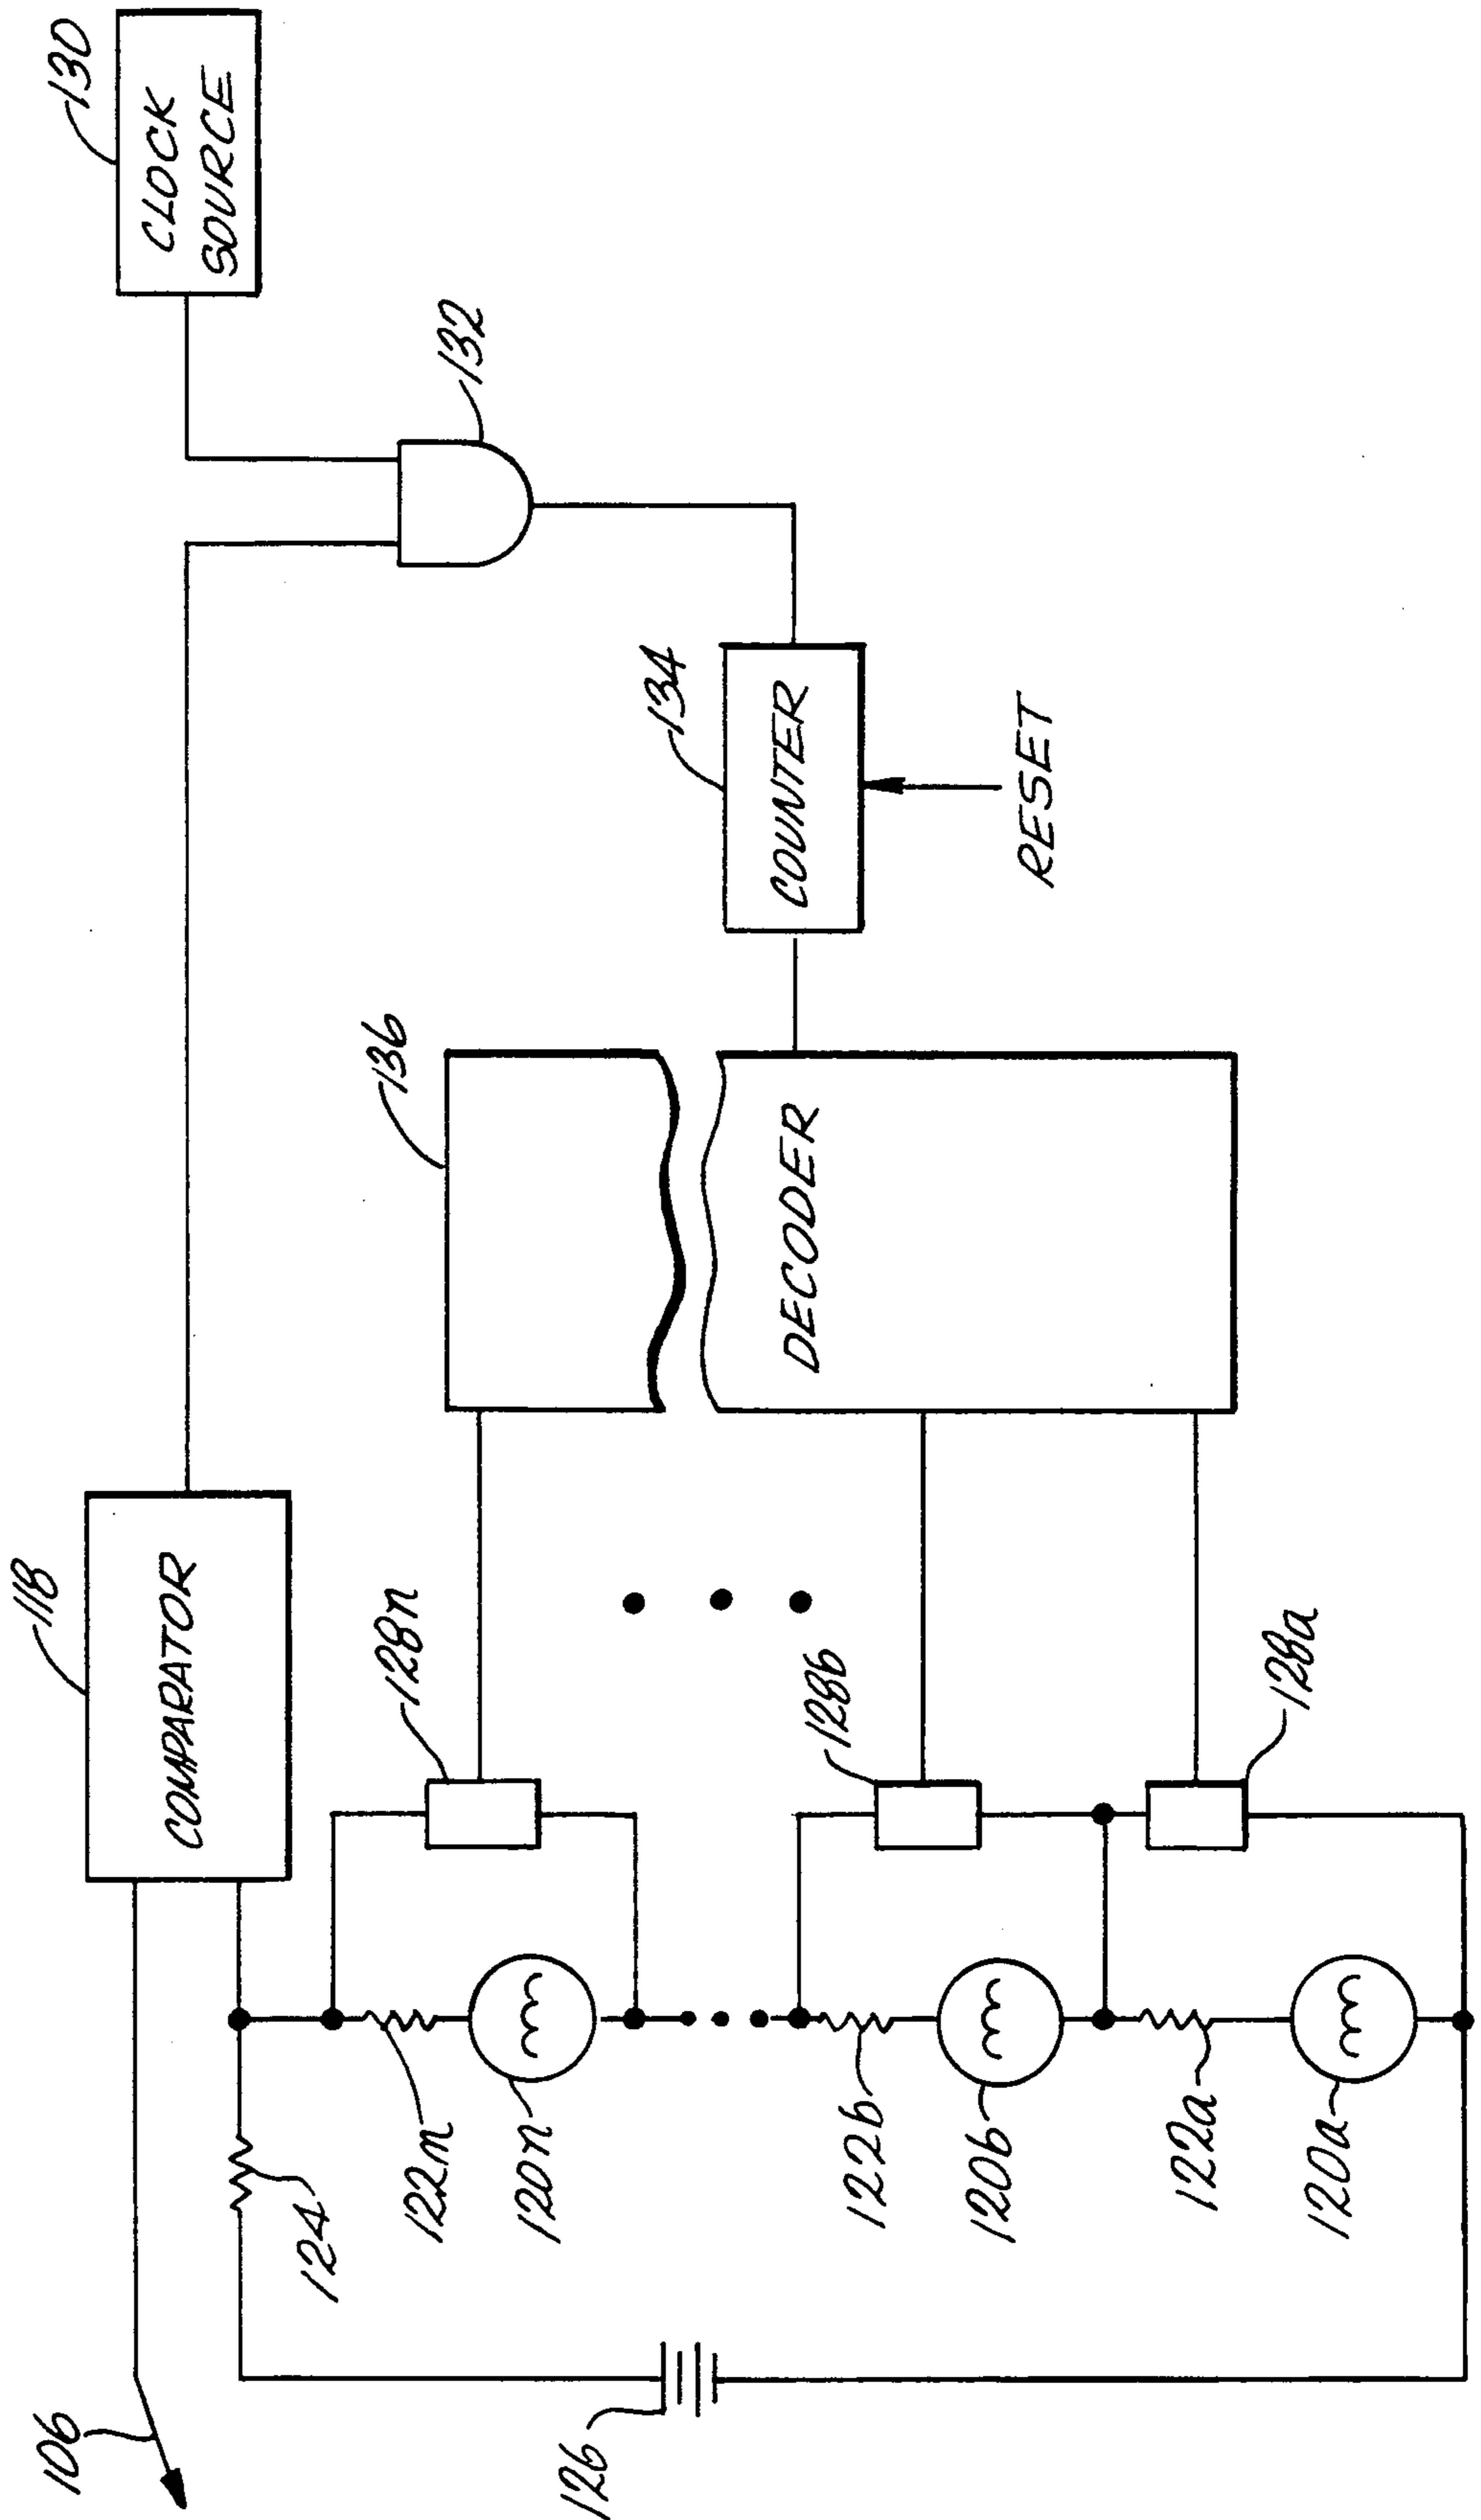 106
118
COMPARATOR
130
CLOCK
SOURCE
132
124
122n
120n
128n
136
134
COUNTER
126
DECODER
RESET
122b
120b
128b
122a
120a
128a